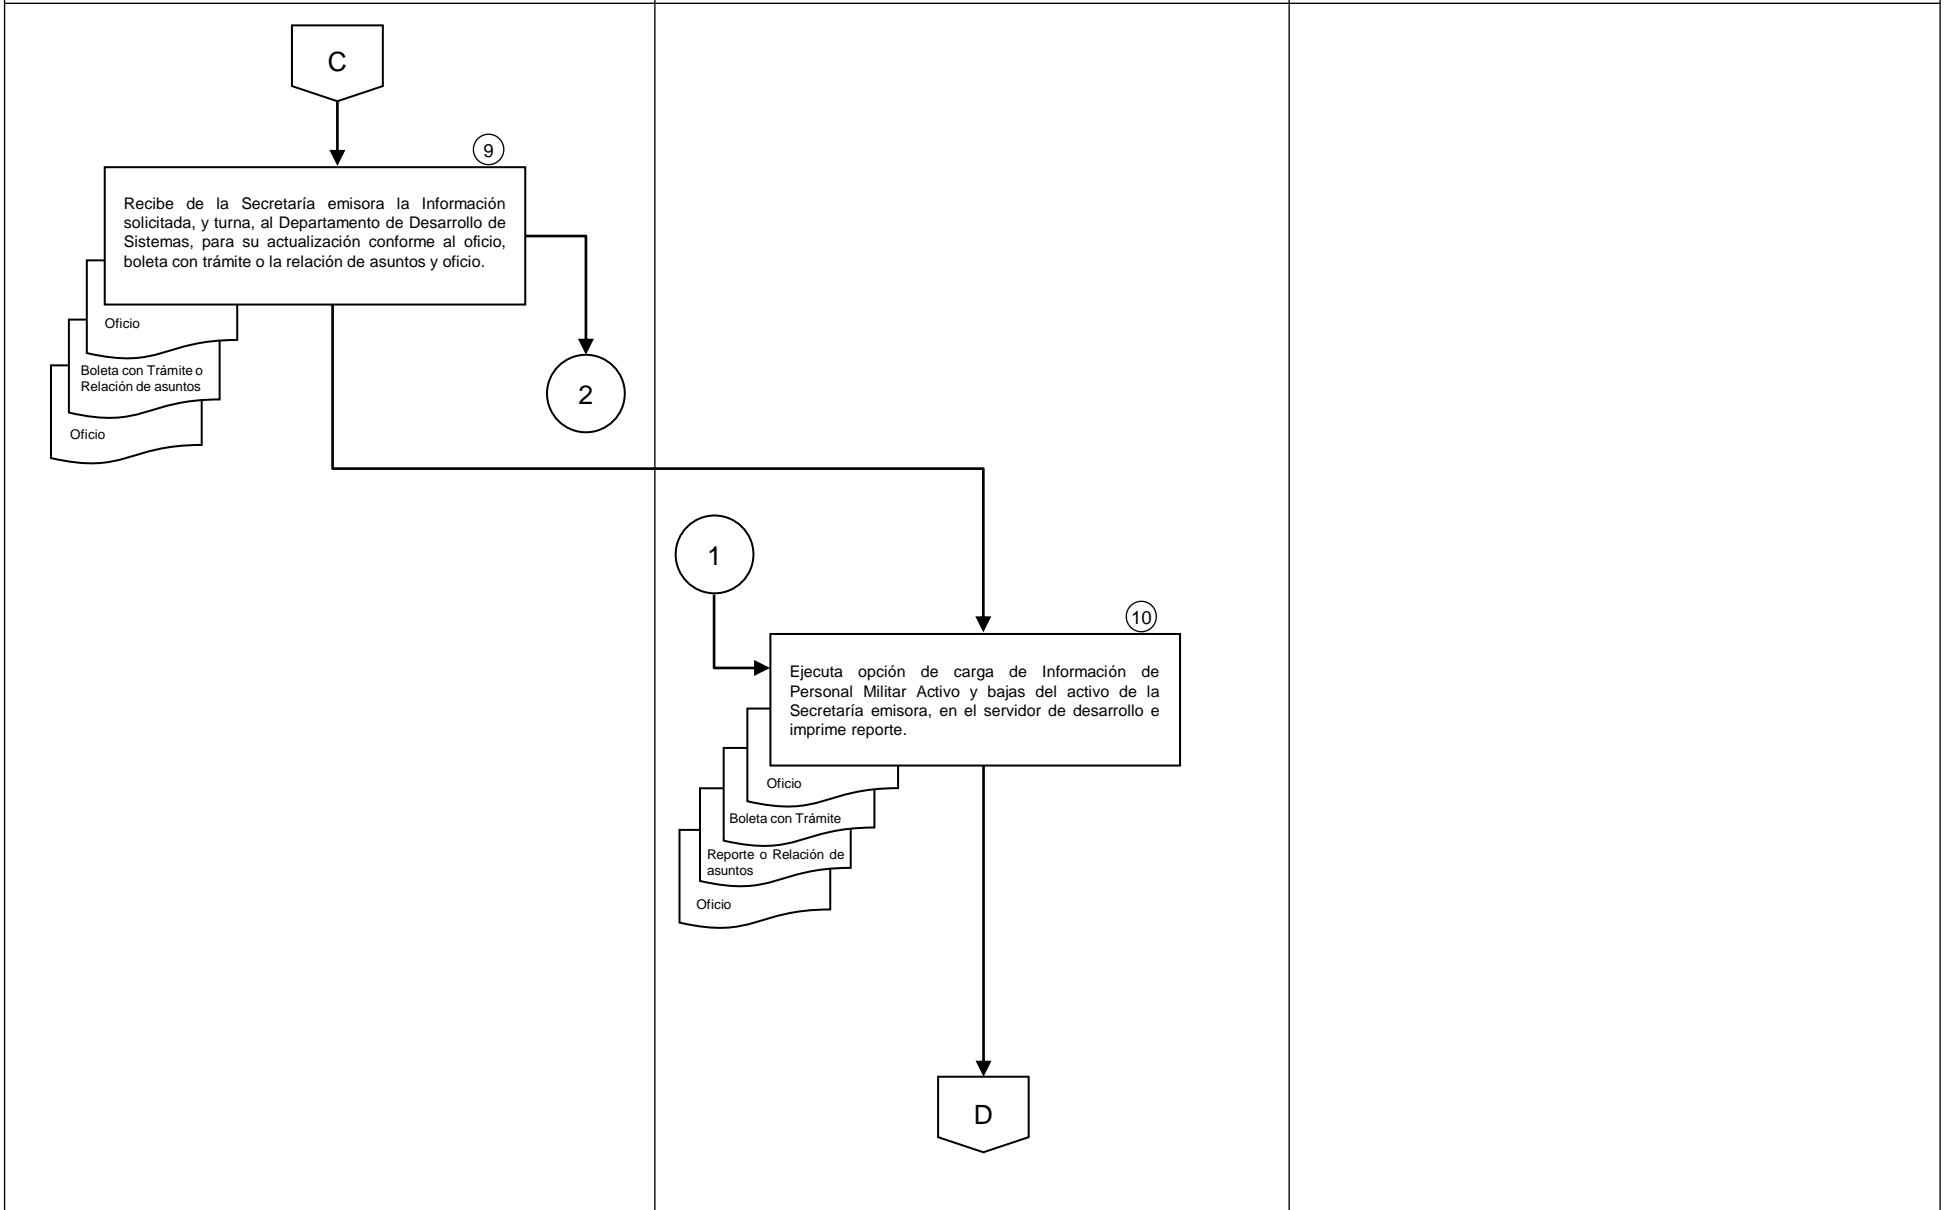 C
9
Recibe de la Secretaría emisora la Información
solicitada, y turna, al Departamento de Desarrollo de
Sistemas, para su actualización conforme al oficio,
boleta con trámite o la relación de asuntos y oficio.
Oficio
Boleta con Trámite o
Relación de asuntos
Oficio
2
1
10
Ejecuta opción de carga de Información de
Personal Militar Activo y bajas del activo de la
Secretaría emisora, en el servidor de desarrollo e
imprime reporte.
Oficio
Boleta con Trámite
Reporte o Relación de
asuntos
Oficio
D